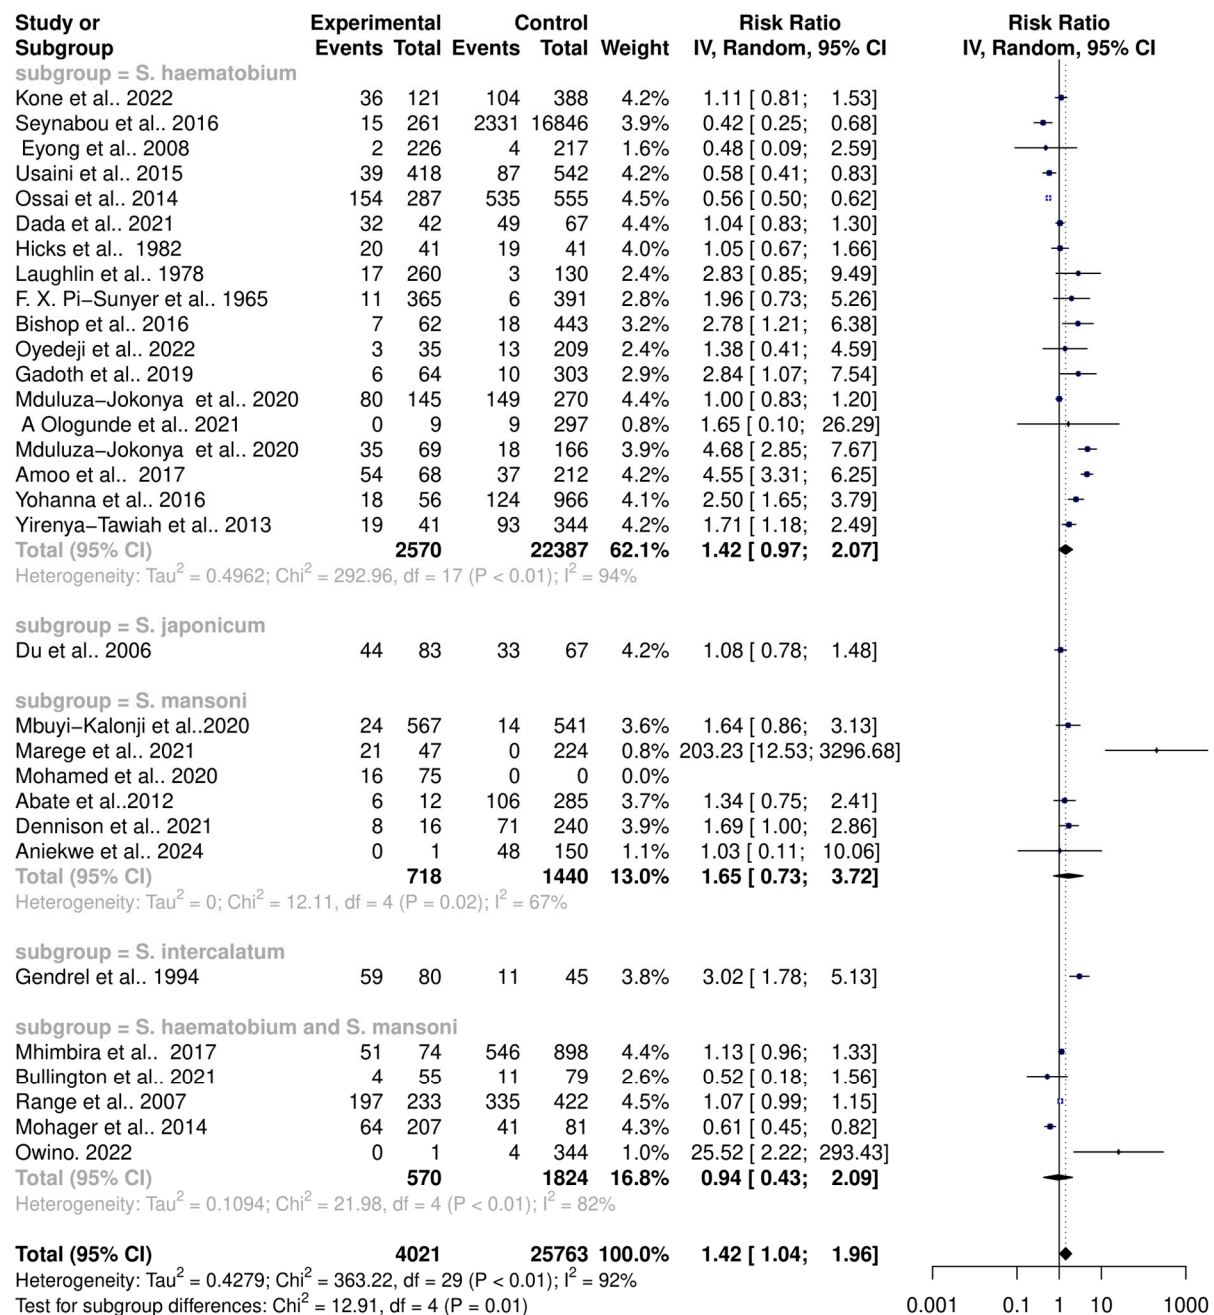 Study or Experimental Control Risk Ratio Risk Ratio
Subgroup Events Total Events Total Weight IV, Random, 95% CI IV, Random, 95% CI
subgroup = S. haematobium
Kone et al.. 2022 36 121 104 388 4.2% 1.11 [ 0.81; 1.53]
Seynabou et al.. 2016 15 261 2331 16846 3.9% 0.42 [ 0.25; 0.68]
Eyong et al.. 2008 2 226 4 217 1.6% 0.48 [ 0.09; 2.59]
Usaini et al.. 2015 39 418 87 542 4.2% 0.58 [ 0.41; 0.83]
Ossai et al.. 2014 154 287 535 555 4.5% 0.56 [ 0.50; 0.62]
Dada et al.. 2021 32 42 49 67 4.4% 1.04 [ 0.83; 1.30]
Hicks et al.. 1982 20 41 19 41 4.0% 1.05 [ 0.67; 1.66]
Laughlin et al.. 1978 17 260 3 130 2.4% 2.83 [ 0.85; 9.49]
F. X. Pi−Sunyer et al.. 1965 11 365 6 391 2.8% 1.96 [ 0.73; 5.26]
Bishop et al.. 2016 7 62 18 443 3.2% 2.78 [ 1.21; 6.38]
Oyedeji et al.. 2022 3 35 13 209 2.4% 1.38 [ 0.41; 4.59]
Gadoth et al.. 2019 6 64 10 303 2.9% 2.84 [ 1.07; 7.54]
Mduluza−Jokonya et al.. 2020 80 145 149 270 4.4% 1.00 [ 0.83; 1.20]
A Ologunde et al.. 2021 0 9 9 297 0.8% 1.65 [ 0.10; 26.29]
Mduluza−Jokonya et al.. 2020 35 69 18 166 3.9% 4.68 [ 2.85; 7.67]
Amoo et al.. 2017 54 68 37 212 4.2% 4.55 [ 3.31; 6.25]
Yohanna et al.. 2016 18 56 124 966 4.1% 2.50 [ 1.65; 3.79]
Yirenya−Tawiah et al.. 2013 19 41 93 344 4.2% 1.71 [ 1.18; 2.49]
Total (95% CI) 2570 22387 62.1% 1.42 [ 0.97; 2.07]
Heterogeneity: Tau² = 0.4962; Chi² = 292.96, df = 17 (P < 0.01); I² = 94%
subgroup = S. japonicum
Du et al.. 2006 44 83 33 67 4.2% 1.08 [ 0.78; 1.48]
subgroup = S. mansoni
Mbuyi−Kalonji et al..2020 24 567 14 541 3.6% 1.64 [ 0.86; 3.13]
Marege et al.. 2021 21 47 0 224 0.8% 203.23 [12.53; 3296.68]
Mohamed et al.. 2020 16 75 0 0 0.0%
Abate et al..2012 6 12 106 285 3.7% 1.34 [ 0.75; 2.41]
Dennison et al.. 2021 8 16 71 240 3.9% 1.69 [ 1.00; 2.86]
Aniekwe et al.. 2024 0 1 48 150 1.1% 1.03 [ 0.11; 10.06]
Total (95% CI) 718 1440 13.0% 1.65 [ 0.73; 3.72]
Heterogeneity: Tau² = 0; Chi² = 12.11, df = 4 (P = 0.02); I² = 67%
subgroup = S. intercalatum
Gendrel et al.. 1994 59 80 11 45 3.8% 3.02 [ 1.78; 5.13]
subgroup = S. haematobium and S. mansoni
Mhimbira et al.. 2017 51 74 546 898 4.4% 1.13 [ 0.96; 1.33]
Bullington et al.. 2021 4 55 11 79 2.6% 0.52 [ 0.18; 1.56]
Range et al.. 2007 197 233 335 422 4.5% 1.07 [ 0.99; 1.15]
Mohager et al.. 2014 64 207 41 81 4.3% 0.61 [ 0.45; 0.82]
Owino. 2022 0 1 4 344 1.0% 25.52 [ 2.22; 293.43]
Total (95% CI) 570 1824 16.8% 0.94 [ 0.43; 2.09]
Heterogeneity: Tau² = 0.1094; Chi² = 21.98, df = 4 (P < 0.01); I² = 82%
Total (95% CI) 4021 25763 100.0% 1.42 [ 1.04; 1.96]
Heterogeneity: Tau² = 0.4279; Chi² = 363.22, df = 29 (P < 0.01); I² = 92%
Test for subgroup differences: Chi² = 12.91, df = 4 (P = 0.01) 0.001 0.1 1 10 1000